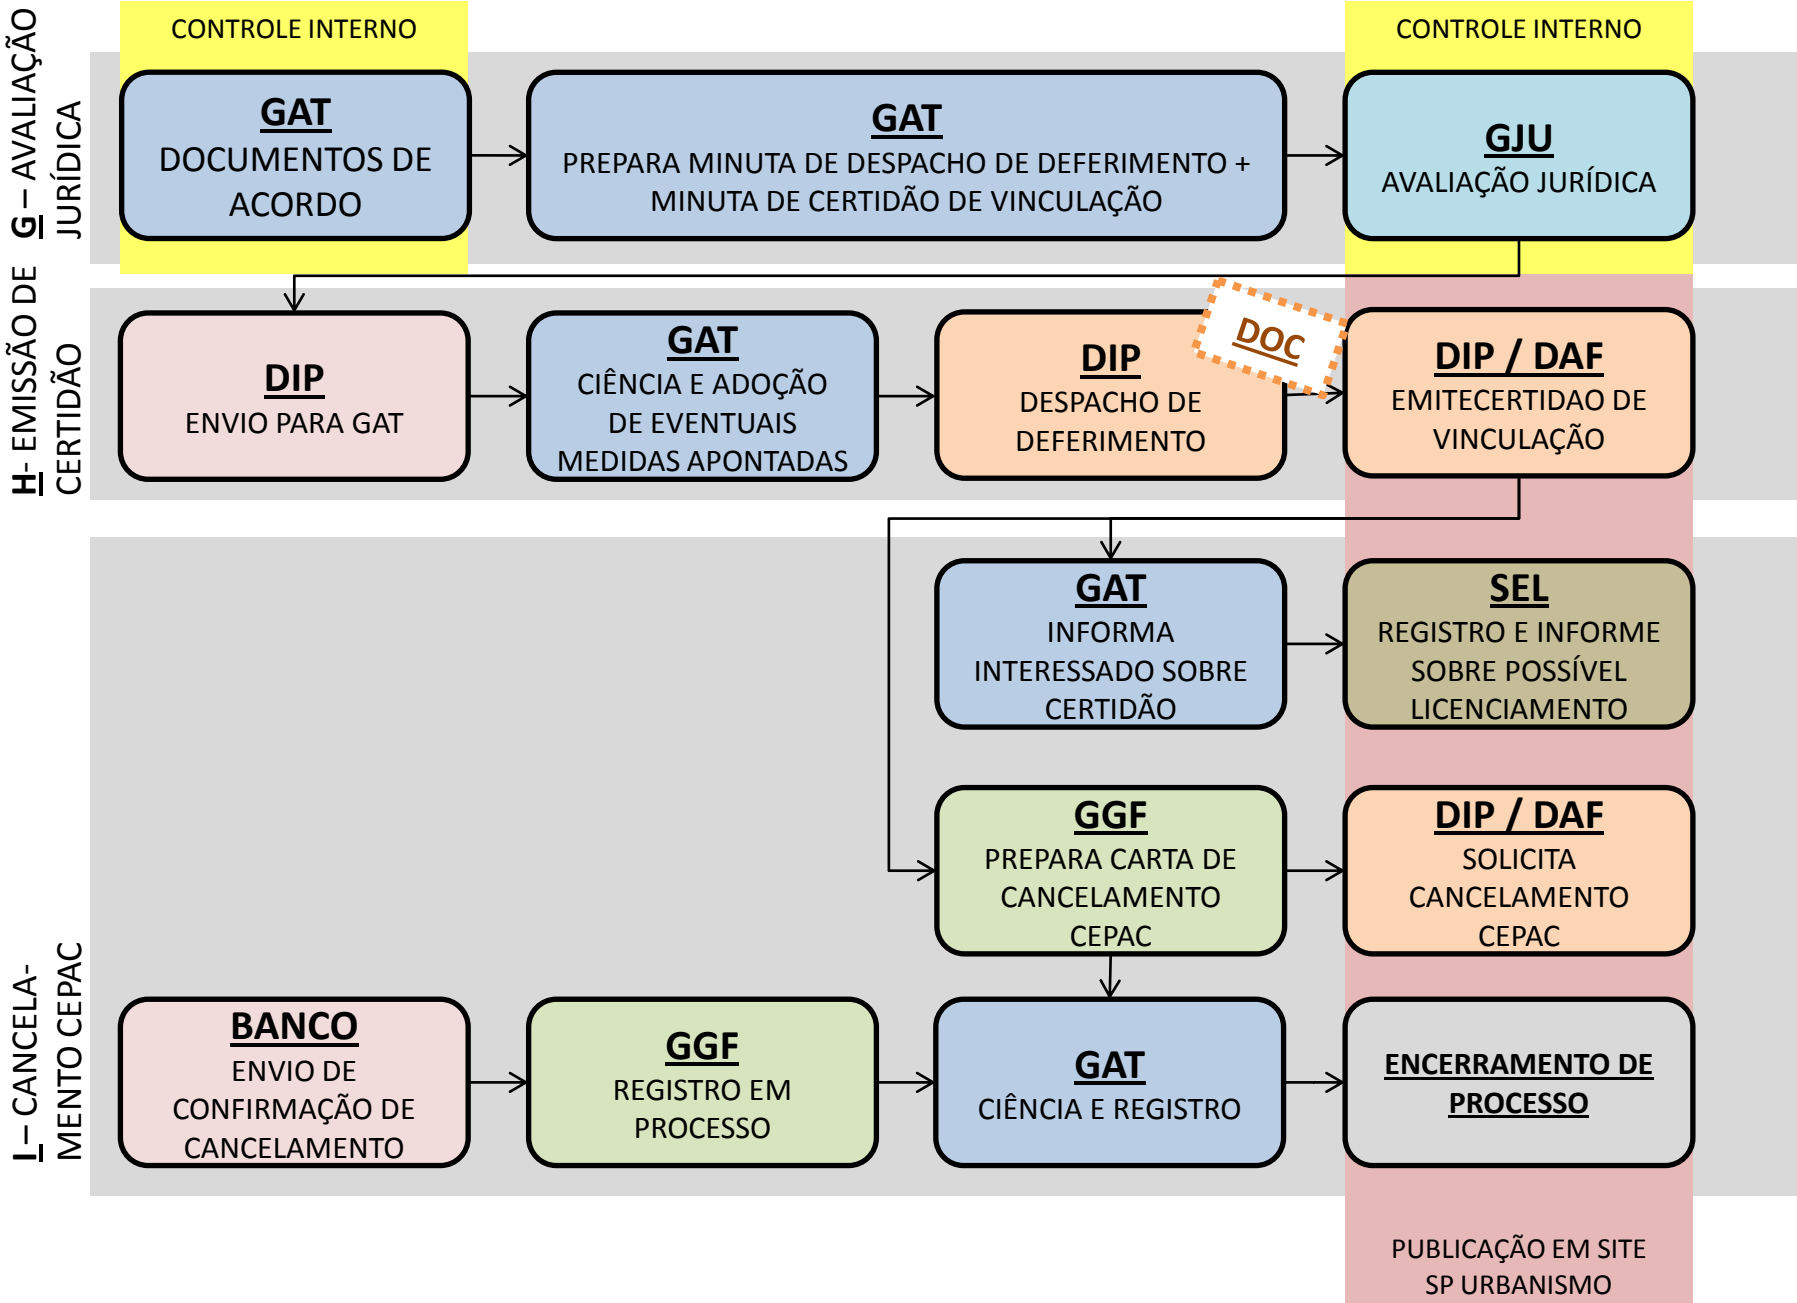 CONTROLE INTERNO
CONTROLE INTERNO
G – AVALIAÇÃO
JURÍDICA
GAT
DOCUMENTOS DE
ACORDO
GAT
PREPARA MINUTA DE DESPACHO DE DEFERIMENTO +
MINUTA DE CERTIDÃO DE VINCULAÇÃO
GJU
AVALIAÇÃO JURÍDICA
H- EMISSÃO DE
CERTIDÃO
DIP
ENVIO PARA GAT
GAT
CIÊNCIA E ADOÇÃO
DE EVENTUAIS
MEDIDAS APONTADAS
DIP
DESPACHO DE
DEFERIMENTO
DOC
DIP / DAF
EMITECERTIDAO DE
VINCULAÇÃO
I – CANCELA-
MENTO CEPAC
GAT
INFORMA
INTERESSADO SOBRE
CERTIDÃO
SEL
REGISTRO E INFORME
SOBRE POSSÍVEL
LICENCIAMENTO
GGF
PREPARA CARTA DE
CANCELAMENTO
CEPAC
DIP / DAF
SOLICITA
CANCELAMENTO
CEPAC
BANCO
ENVIO DE
CONFIRMAÇÃO DE
CANCELAMENTO
GGF
REGISTRO EM
PROCESSO
GAT
CIÊNCIA E REGISTRO
ENCERRAMENTO DE
PROCESSO
PUBLICAÇÃO EM SITE
SP URBANISMO